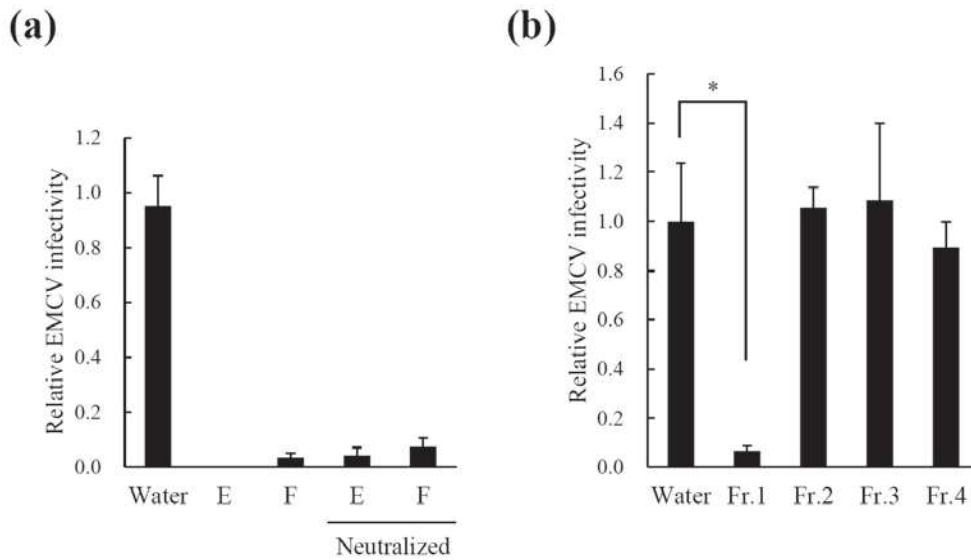 (a)
Relative EMCV infectivity
1.2
1.0
0.8
0.6
0.4
0.2
0.0
Water E F E F
Neutralized
(b)
Relative EMCV infectivity
1.6
1.4
1.2
1.0
0.8
0.6
0.4
0.2
0.0
*
Water Fr.1 Fr.2 Fr.3 Fr.4